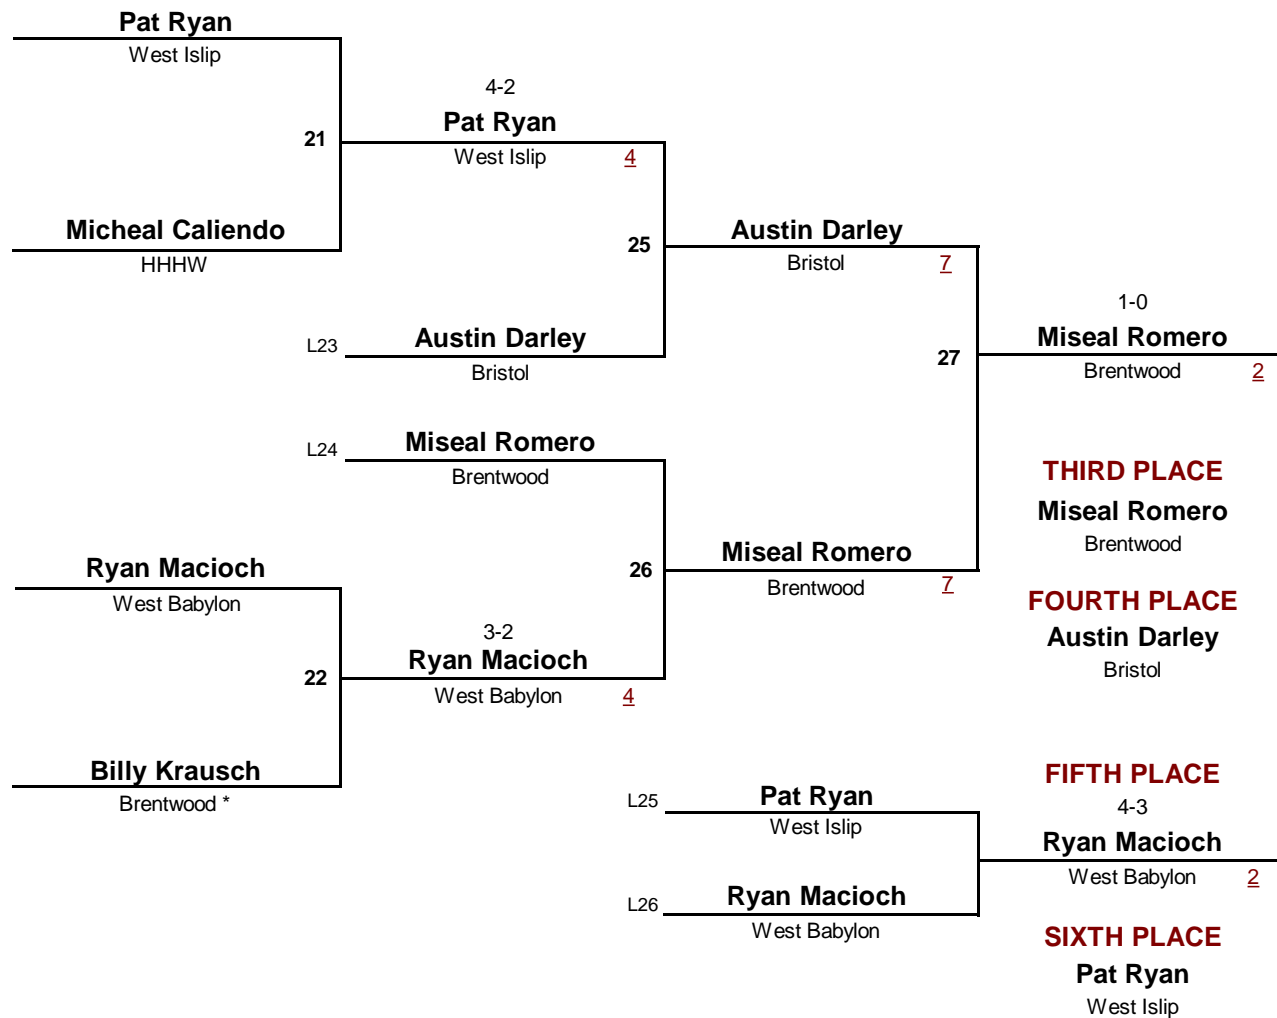 Pat Ryan
West Islip
4-2
21
Pat Ryan
West Islip
4
Micheal Caliendo
HHHW
25
Austin Darley
Bristol
7
L23
Austin Darley
Bristol
1-0
27
Miseal Romero
Brentwood
2
L24
Miseal Romero
Brentwood
THIRD PLACE
Miseal Romero
Brentwood
Ryan Macioch
West Babylon
26
Miseal Romero
Brentwood
7
FOURTH PLACE
Austin Darley
Bristol
3-2
22
Ryan Macioch
West Babylon
4
Billy Krausch
Brentwood *
FIFTH PLACE
L25
Pat Ryan
West Islip
4-3
Ryan Macioch
West Babylon
2
L26
Ryan Macioch
West Babylon
SIXTH PLACE
Pat Ryan
West Islip